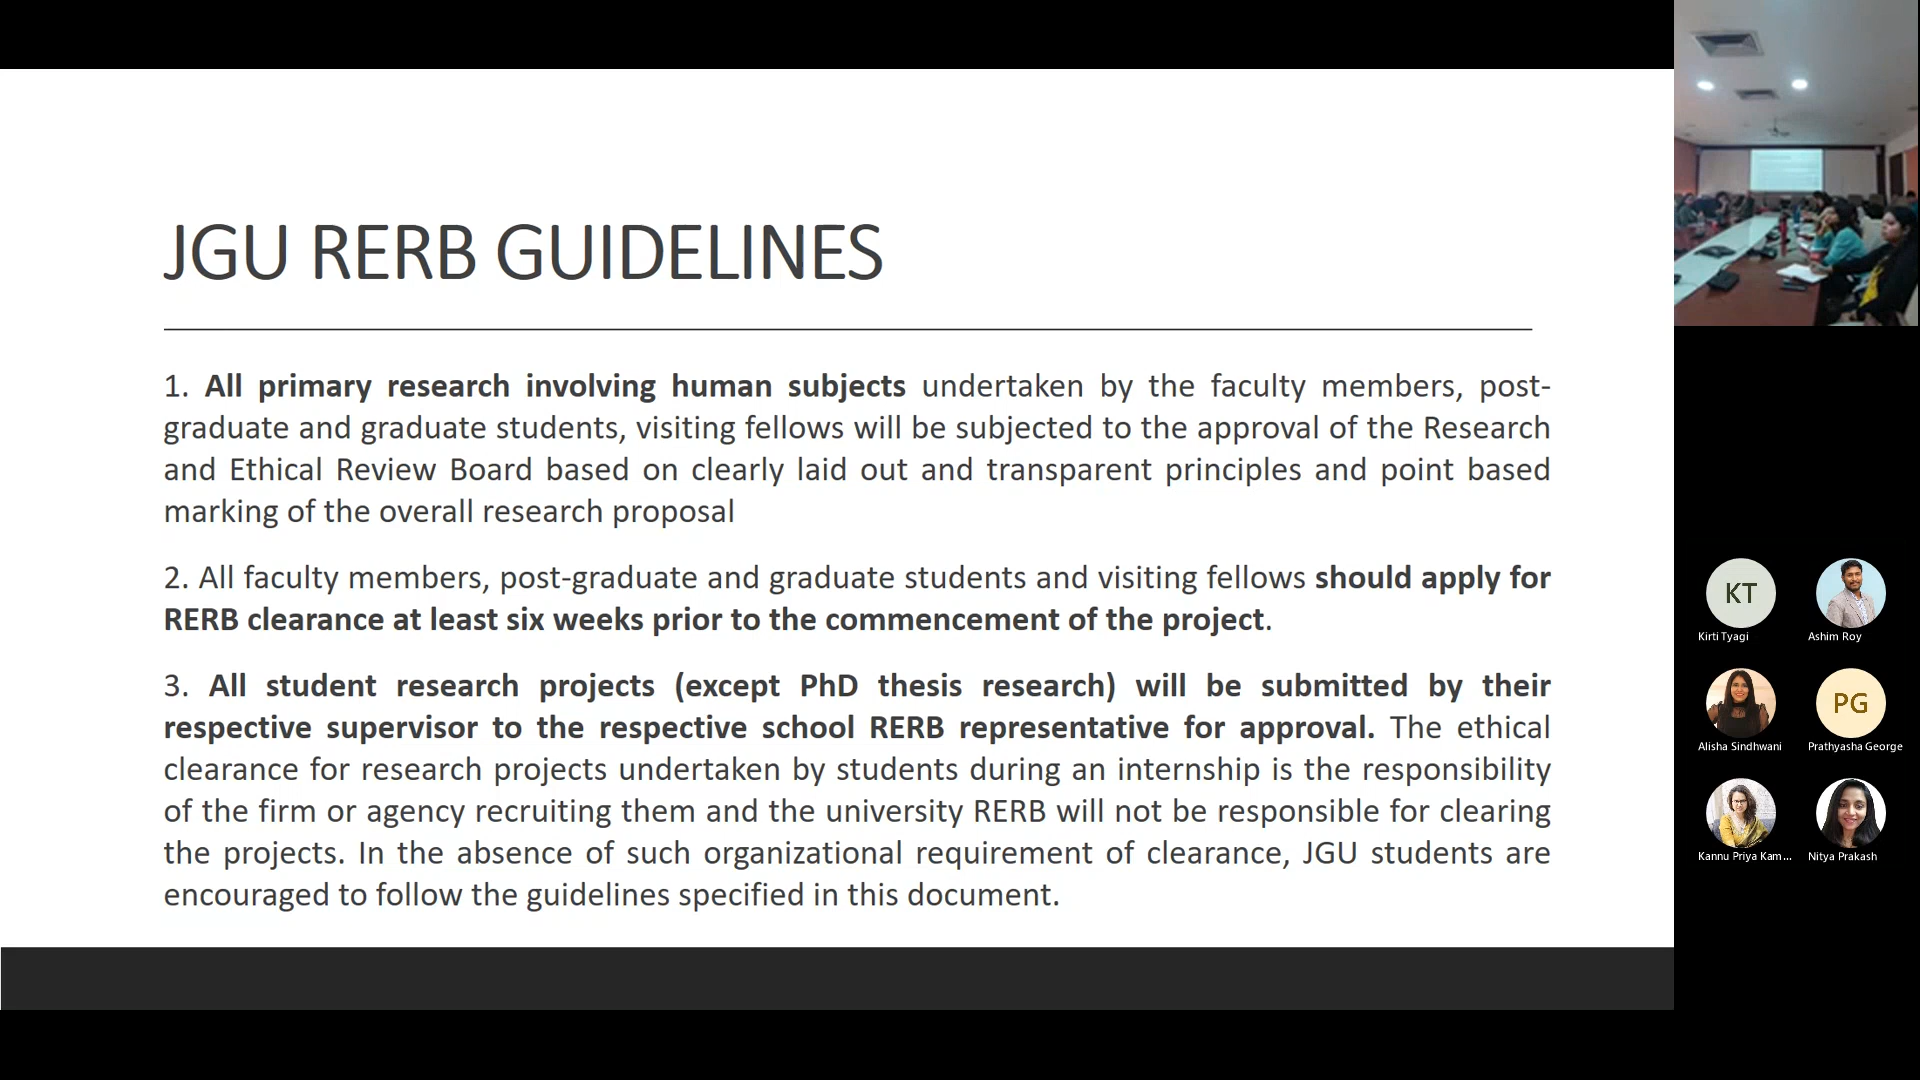 JGU RERB GUIDELINES
1. All primary research involving human subjects undertaken by the faculty members, post-
graduate and graduate students, visiting fellows will be subjected to the approval of the Research
and Ethical Review Board based on clearly laid out and transparent principles and point based
marking of the overall research proposal
2. All faculty members, post-graduate and graduate students and visiting fellows should apply for
RERB clearance at least six weeks prior to the commencement of the project.
3. All student research projects (except PhD thesis research) will be submitted by their
respective supervisor to the respective school RERB representative for approval. The ethical
clearance for research projects undertaken by students during an internship is the responsibility
of the firm or agency recruiting them and the university RERB will not be responsible for clearing
the projects. In the absence of such organizational requirement of clearance, JGU students are
encouraged to follow the guidelines specified in this document.
KT
Kirti Tyagi
Ashim Roy
Alisha Sindhwani
PG
Prathyasha George
Kannu Priya Kam...
Nitya Prakash